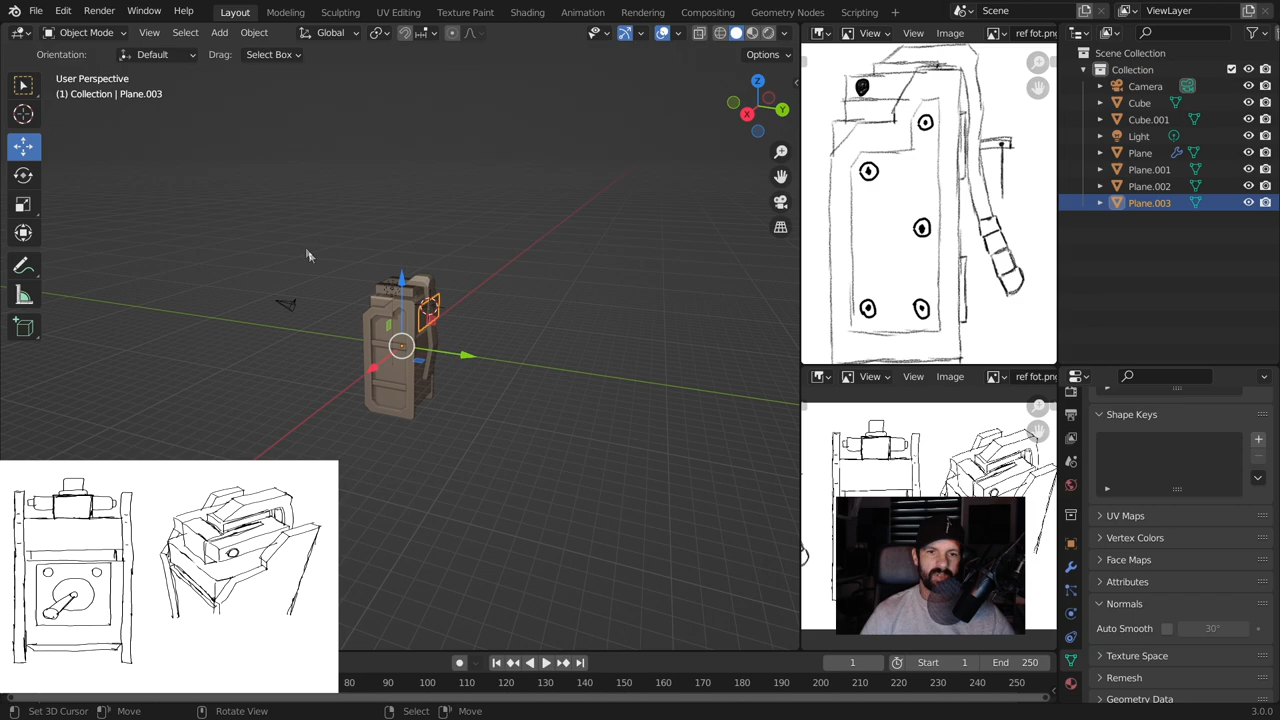 File Edit Render Window Help Layout Modeling Sculpting UV Editing Texture Paint Shading Animation Rendering Compositing Geometry Nodes Scripting Scene ViewLayer
Object Mode View Select Add Object Global View Image ref fot.
Orientation: Default Drag: Select Box Options
User Perspective
(1) Collection | Plane.003
Z
Y
X
Scene Collection
Collection
Camera
Cube
Cube.001
Light
Plane
Plane.001
Plane.002
Plane.003
View View Image ref fot.pn
Shape Keys
UV Maps
Vertex Colors
Face Maps
Attributes
Normals
Auto Smooth 30°
Texture Space
Remesh
Geometry Data
1 Start 1 End 250
80 90 100 110 120 130 140 150 160 170 180 190 200 210 220 230 240 250
Set 3D Cursor Move Rotate View Select Move 3.0.0